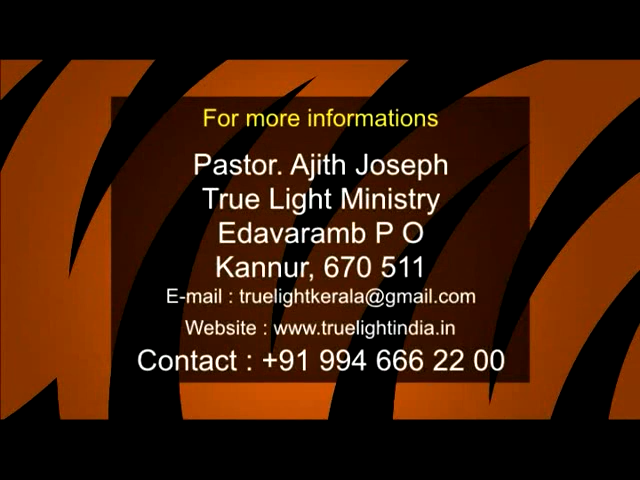 For more informations
Pastor. Ajith Joseph
True Light Ministry
Edavaramb P O
Kannur, 670 511
E-mail : truelightkerala@gmail.com
Website : www.truelightindia.in
Contact : +91 994 666 22 00